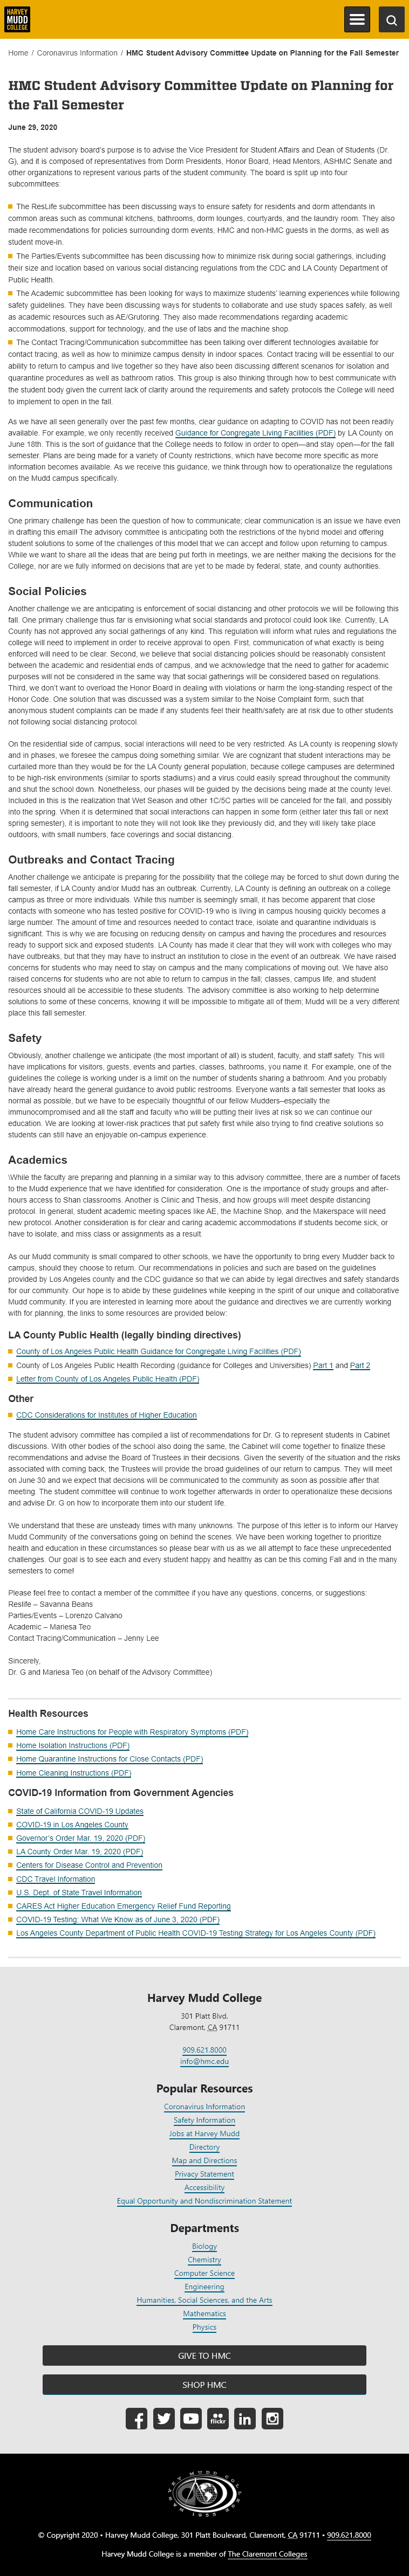 HARVEY
MUDD
COLLEGE
Home / Coronavirus Information / HMC Student Advisory Committee Update on Planning for the Fall Semester
HMC Student Advisory Committee Update on Planning for
the Fall Semester
June 29, 2020
The student advisory board's purpose is to advise the Vice President for Student Affairs and Dean of Students (Dr.
G), and it is composed of representatives from Dorm Presidents, Honor Board, Head Mentors, ASHMC Senate and
other organizations to represent various parts of the student community. The board is split up into four
subcommittees:
The ResLife subcommittee has been discussing ways to ensure safety for residents and dorm attendants in
common areas such as communal kitchens, bathrooms, dorm lounges, courtyards, and the laundry room. They also
made recommendations for policies surrounding dorm events, HMC and non-HMC guests in the dorms, as well as
student move-in.
The Parties/Events subcommittee has been discussing how to minimize risk during social gatherings, including
their size and location based on various social distancing regulations from the CDC and LA County Department of
Public Health.
The Academic subcommittee has been looking for ways to maximize students' learning experiences while following
safety guidelines. They have been discussing ways for students to collaborate and use study spaces safely, as well
as academic resources such as AE/Grutoring. They also made recommendations regarding academic
accommodations, support for technology, and the use of labs and the machine shop.
The Contact Tracing/Communication subcommittee has been talking over different technologies available for
contact tracing, as well as how to minimize campus density in indoor spaces. Contact tracing will be essential to our
ability to return to campus and live together so they have also been discussing different scenarios for isolation and
quarantine procedures as well as bathroom ratios. This group is also thinking through how to best communicate with
the student body given the current lack of clarity around the requirements and safety protocols the College will need
to implement to open in the fall.
As we have all seen generally over the past few months, clear guidance on adapting to COVID has not been readily
available. For example, we only recently received Guidance for Congregate Living Facilities (PDF) by LA County on
June 18th. This is the sort of guidance that the College needs to follow in order to open—and stay open—for the fall
semester. Plans are being made for a variety of County restrictions, which have become more specific as more
information becomes available. As we receive this guidance, we think through how to operationalize the regulations
on the Mudd campus specifically.
Communication
One primary challenge has been the question of how to communicate; clear communication is an issue we have even
in drafting this email! The advisory committee is anticipating both the restrictions of the hybrid model and offering
students concrete solutions to some of the challenges of this model that we can accept and follow upon returning.
While we want to share all the ideas that are being put forth in meetings, we are neither making the decisions for the
College, nor are we fully informed on decisions that are yet to be made by federal, state, and county authorities.
Social Policies
Another challenge we are anticipating is enforcement of social distancing and other protocols we will be following this
fall. One primary challenge thus far is envisioning what social standards and protocol could look like. Currently, LA
County has not approved any social gatherings of any kind. This regulation will inform what rules and regulations the
college will need to implement in order to receive approval to open. First, communication of what exactly is being
enforced will need to be clear. Second, we believe that social distancing policies should be reasonably consistent
between the academic and residential ends of campus, and we acknowledge that the need to gather for academic
purposes will not be considered in the same way that social gatherings will be considered based on regulations.
Third, we don't want to overload the Honor Board in dealing with violations or harm the long-standing respect of the
Honor Code. One solution that was discussed was a system similar to the Noise Complaint form, such that
anonymous student complaints can be made if any students feel their health/safety are at risk due to other students
not following social distancing protocol.
On the residential side of campus, social interactions will need to be very restricted. As LA county is reopening slowly
and in phases, we foresee the campus doing something similar. We are cognizant that student interactions may be
curtailed more than they would be for the LA County general population, because college campuses are determined
to be high-risk environments (similar to sports stadiums) and a virus could easily spread throughout the community
and shut the school down. Nonetheless, our phases will be guided by the decisions being made at the county level.
Included in this is the realization that Wet Season and other 1C/5C parties will be canceled for the fall, and possibly
into the spring. When it is determined that social interactions can happen in some form (either later this fall or next
spring semester), it is important to note they will not look like they previously did, and they will likely take place
outdoors, with small numbers, face coverings and social distancing.
Outbreaks and Contact Tracing
Another challenge we anticipate is preparing for the possibility that the college may be forced to shut down during the
fall semester, if LA County and/or Mudd has an outbreak. Currently, LA County is defining an outbreak on a college
campus as three or more individuals. While this number is seemingly small, it has become apparent that close
contacts with someone who has tested positive for COVID-19 who is living in campus housing quickly becomes a
large number. The amount of time and resources needed to contact trace, isolate and quarantine individuals is
significant. This is why we are focusing on reducing density on campus and having the proper procedures and resources
ready to support sick and exposed students. LA County has made it clear that they will work with colleges who may
have outbreaks, but that they may have to instruct an institution to close in the event of an outbreak. We have raised
concerns for students who may need to stay on campus and the many complications of moving out. We have also
raised concerns for students who are not able to return to campus in the fall; classes, campus life, and student
resources should all be accessible to these students. The advisory committee is also working to help determine
solutions to some of these concerns, knowing it will be impossible to mitigate all of them; Mudd will be a very different
place this fall semester.
Safety
Obviously, another challenge we anticipate (the most important of all) is student, faculty, and staff safety. This will
have implications for visitors, guests, events and parties, classes, bathrooms, you name it. For example, one of the
guidelines the college is working under is a limit on the number of students sharing a bathroom. And you probably
have already heard the general guidance to avoid public restrooms. Everyone wants a fall semester that looks as
normal as possible, but we have to be especially thoughtful of our fellow Mudders–especially the
immunocompromised and all the staff and faculty who will be putting their lives at risk so we can continue our
education. We are looking at lower-risk practices that put safety first while also trying to find creative solutions so
students can still have an enjoyable on-campus experience.
Academics
While the faculty are preparing and planning in a similar way to this advisory committee, there are a number of facets
to the Mudd experience that we have identified for consideration. One is the importance of study groups and after-
hours access to Shan classrooms. Another is Clinic and Thesis, and how groups will meet despite distancing
protocol. In general, student academic meeting spaces like AE, the Machine Shop, and the Makerspace will need
new protocol. Another consideration is for clear and caring academic accommodations if students become sick, or
have to isolate, and miss class or assignments as a result.
As our Mudd community is small compared to other schools, we have the opportunity to bring every Mudder back to
campus, should they choose to return. Our recommendations in policies and such are based on the guidelines
provided by Los Angeles county and the CDC guidance so that we can abide by legal directives and safety standards
for our community. Our hope is to abide by these guidelines while keeping in the spirit of our unique and collaborative
Mudd community. If you are interested in learning more about the guidance and directives we are currently working
with for planning, the links to some resources are provided below:
LA County Public Health (legally binding directives)
County of Los Angeles Public Health Guidance for Congregate Living Facilities (PDF)
County of Los Angeles Public Health Recording (guidance for Colleges and Universities) Part 1 and Part 2
Letter from County of Los Angeles Public Health (PDF)
Other
CDC Considerations for Institutes of Higher Education
The student advisory committee has compiled a list of recommendations for Dr. G to represent students in Cabinet
discussions. With other bodies of the school also doing the same, the Cabinet will use that information to finalize
these recommendations and advise the Board of Trustees in their decisions. Given the severity of the situation and the risks
associated with coming back, the Trustees will provide the broad guidelines of our return to campus. They will meet
on June 30 and we expect that decisions will be communicated to the community as soon as possible after that
meeting. The student committee will continue to work together afterwards in order to operationalize these decisions
and advise Dr. G on how to incorporate them into our student life.
We understand that these are unsteady times with many unknowns. The purpose of this letter is to inform our Harvey
Mudd Community of the conversations going on behind the scenes. We have been working together to prioritize
health and education in these circumstances so please bear with us as we all attempt to face these unprecedented
challenges. Our goal is to see each and every student happy and healthy as can be this coming Fall and in the many
semesters to come!
Please feel free to contact a member of the committee if you have any questions, concerns, or suggestions:
Reslife – Savanna Beans
Parties/Events – Lorenzo Calvano
Academic – Mariesa Teo
Contact Tracing/Communication – Jenny Lee
Sincerely,
Dr. G and Mariesa Teo (on behalf of the Advisory Committee)
Health Resources
Home Care Instructions for People with Respiratory Symptoms (PDF)
Home Isolation Instructions (PDF)
Home Quarantine Instructions for Close Contacts (PDF)
Home Cleaning Instructions (PDF)
COVID-19 Information from Government Agencies
State of California COVID-19 Updates
COVID-19 in Los Angeles County
Governor's Order Mar. 19, 2020 (PDF)
LA County Order Mar. 19, 2020 (PDF)
Centers for Disease Control and Prevention
CDC Travel Information
U.S. Dept. of State Travel Information
CARES Act Higher Education Emergency Relief Fund Reporting
COVID-19 Testing: What We Know as of June 3, 2020 (PDF)
Los Angeles County Department of Public Health COVID-19 Testing Strategy for Los Angeles County (PDF)
Harvey Mudd College
301 Platt Blvd.
Claremont, CA 91711
909.621.8000
info@hmc.edu
Popular Resources
Coronavirus Information
Safety Information
Jobs at Harvey Mudd
Directory
Map and Directions
Privacy Statement
Accessibility
Equal Opportunity and Nondiscrimination Statement
Departments
Biology
Chemistry
Computer Science
Engineering
Humanities, Social Sciences, and the Arts
Mathematics
Physics
GIVE TO HMC
SHOP HMC
flickr
HARVEY MUDD COLLEGE
1955
© Copyright 2020 • Harvey Mudd College, 301 Platt Boulevard, Claremont, CA 91711 • 909.621.8000
Harvey Mudd College is a member of The Claremont Colleges